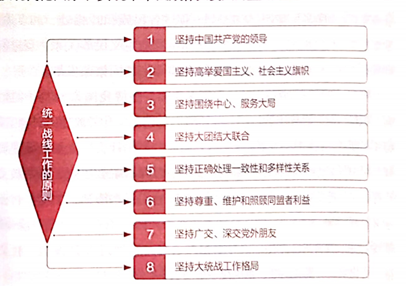 统一战线工作的原则
1 坚持中国共产党的领导
2 坚持高举爱国主义、社会主义旗帜
3 坚持围绕中心、服务大局
4 坚持大团结大联合
5 坚持正确处理一致性和多样性关系
6 坚持尊重、维护和照顾同盟者利益
7 坚持广交、深交党外朋友
8 坚持大统战工作格局